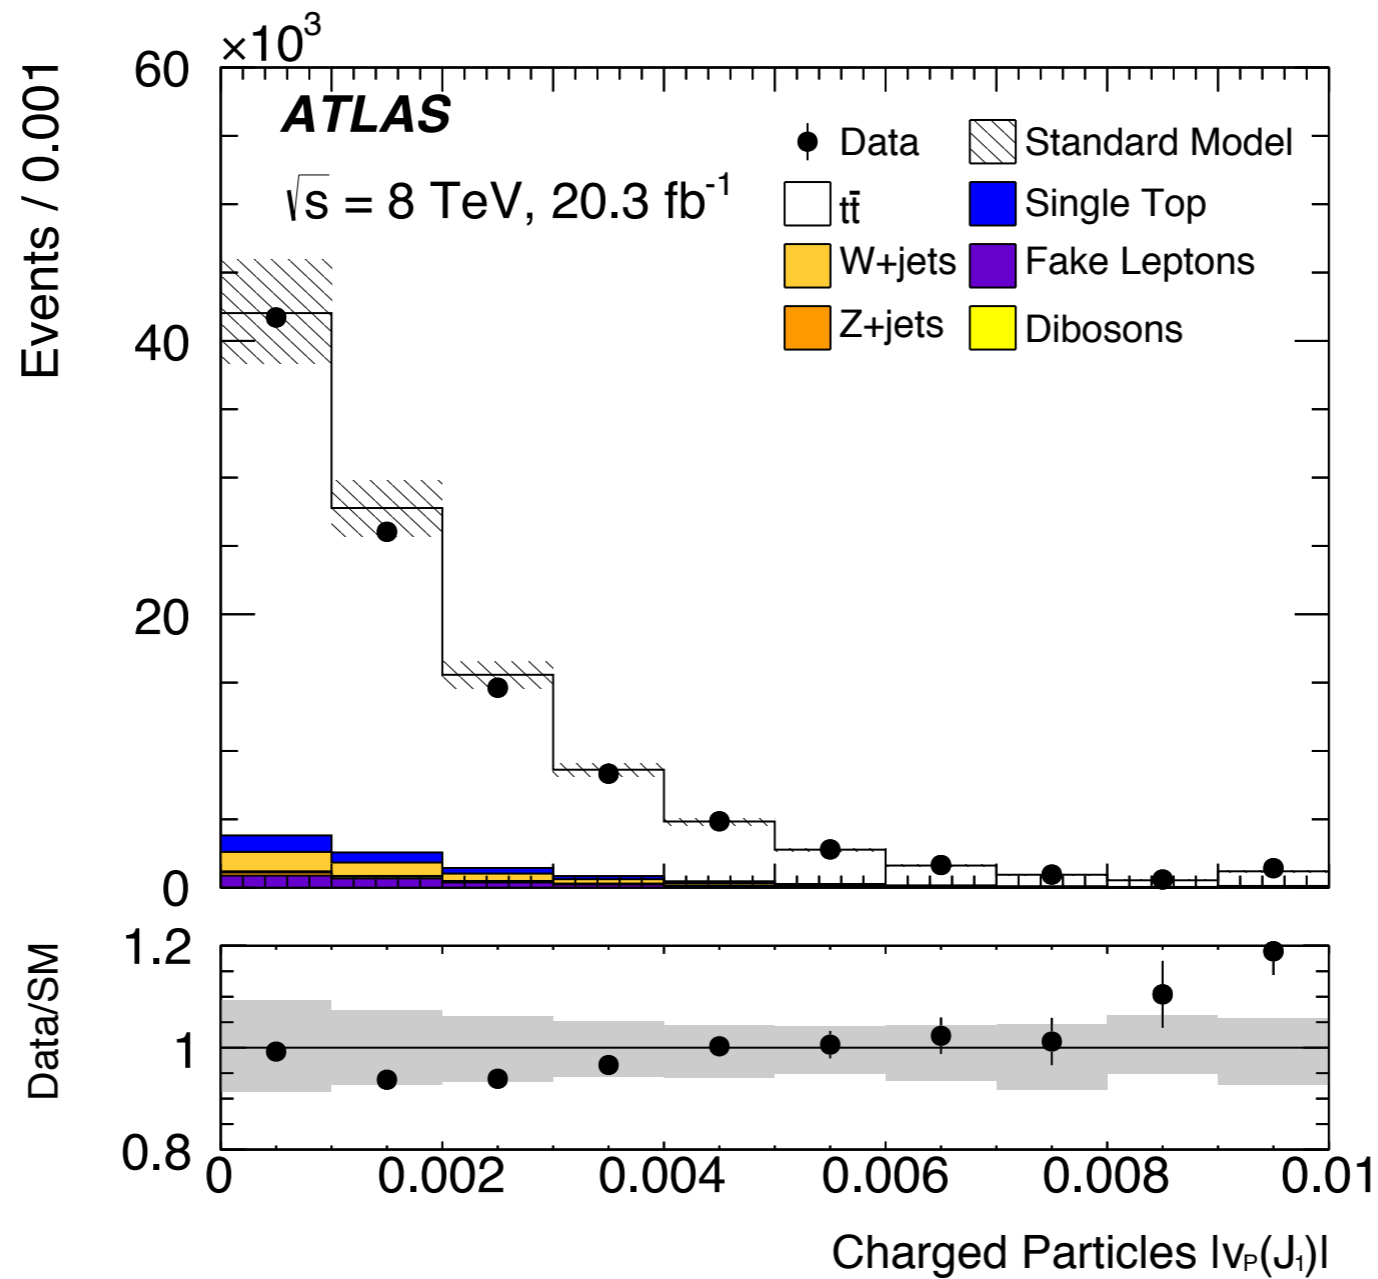 ×10³
60
40
20
0
Events / 0.001
ATLAS
√s = 8 TeV, 20.3 fb⁻¹
Data
Standard Model
tt̄
Single Top
W+jets
Fake Leptons
Z+jets
Dibosons
1.2
1
0.8
Data/SM
0 0.002 0.004 0.006 0.008 0.01
Charged Particles |vₚ(J₁)|